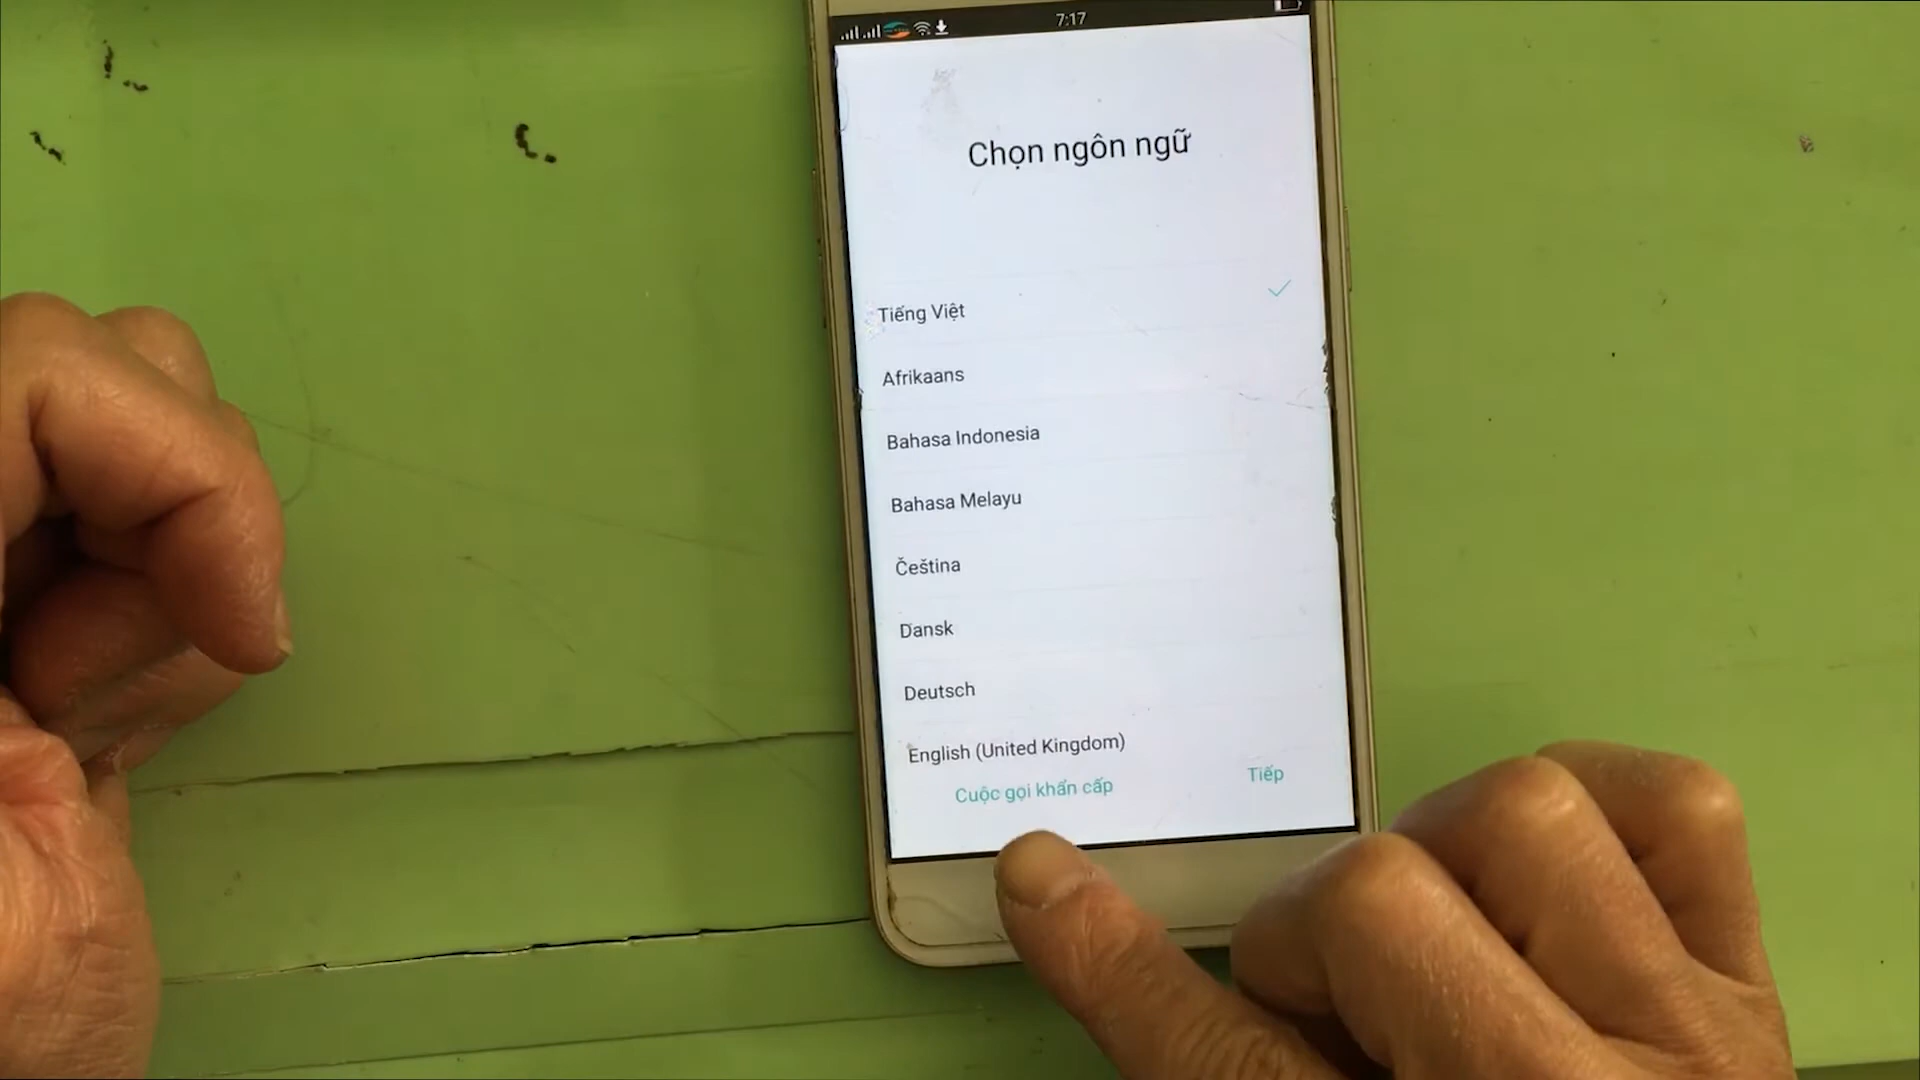 7:17
Chọn ngôn ngữ
Tiếng Việt
Afrikaans
Bahasa Indonesia
Bahasa Melayu
Čeština
Dansk
Deutsch
English (United Kingdom)
Cuộc gọi khẩn cấp
Tiếp